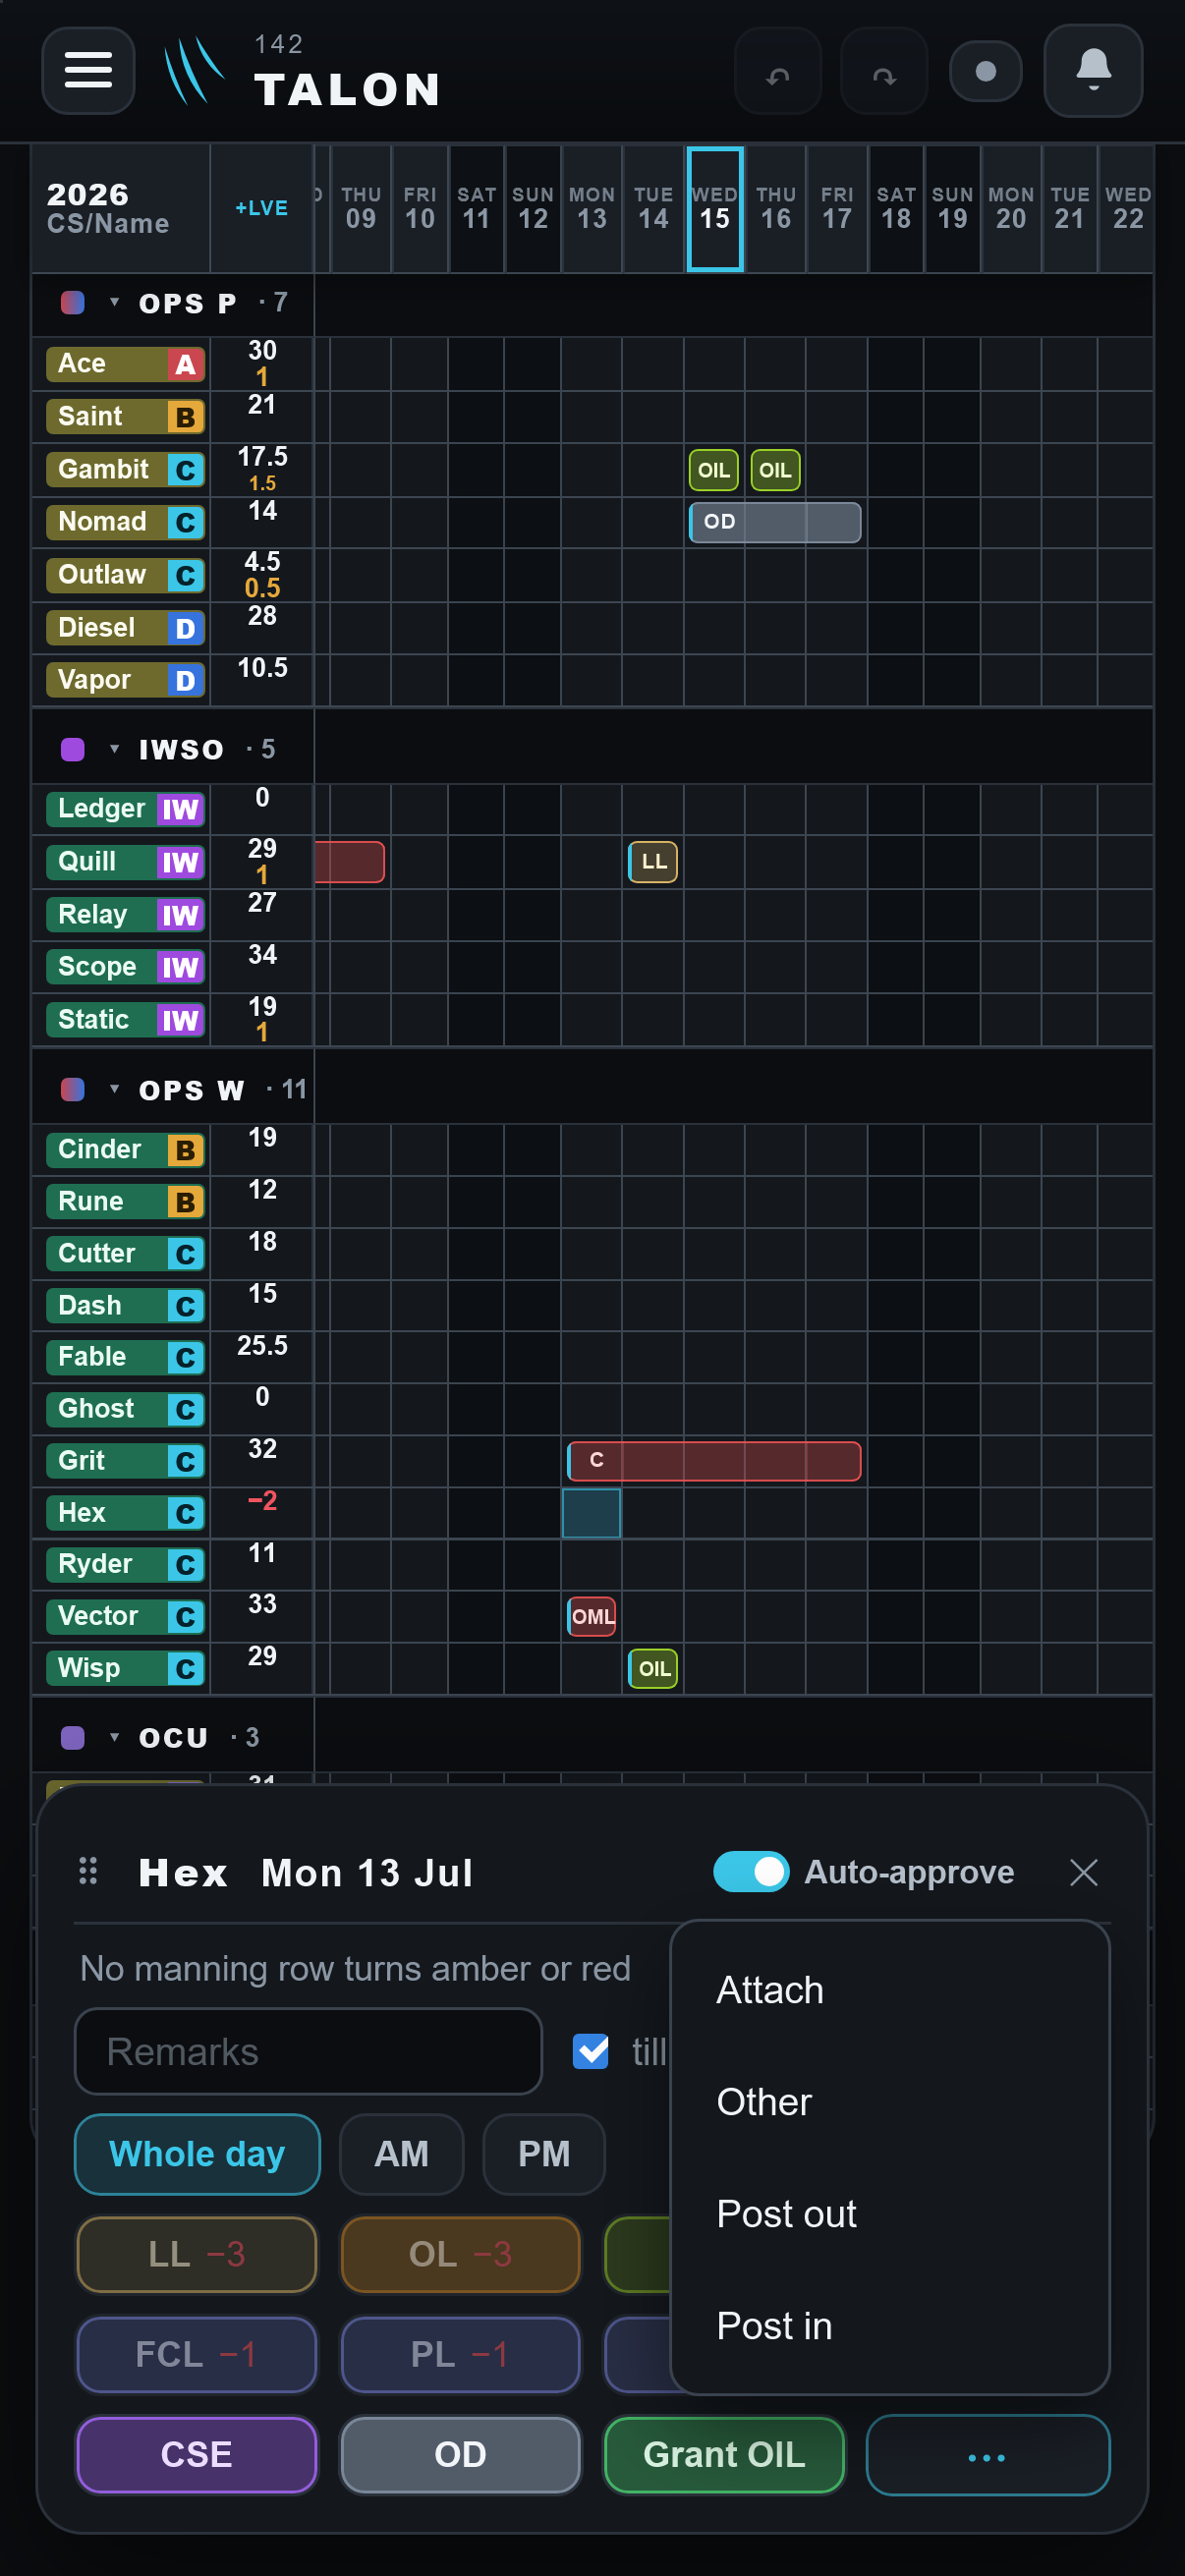 142
TALON
2026
CS/Name
+LVE
THU 09
FRI 10
SAT 11
SUN 12
MON 13
TUE 14
WED 15
THU 16
FRI 17
SAT 18
SUN 19
MON 20
TUE 21
WED 22
OPS P · 7
Ace A 30 1
Saint B 21
Gambit C 17.5 1.5 OIL OIL
Nomad C 14 OD
Outlaw C 4.5 0.5
Diesel D 28
Vapor D 10.5
IWSO · 5
Ledger IW 0
Quill IW 29 1 LL
Relay IW 27
Scope IW 34
Static IW 19 1
OPS W · 11
Cinder B 19
Rune B 12
Cutter C 18
Dash C 15
Fable C 25.5
Ghost C 0
Grit C 32 C
Hex C −2
Ryder C 11
Vector C 33 OML
Wisp C 29 OIL
OCU · 3
Hex Mon 13 Jul Auto-approve
No manning row turns amber or red
Remarks
till
Whole day AM PM
LL −3 OL −3
FCL −1 PL −1
CSE OD Grant OIL ...
Attach
Other
Post out
Post in